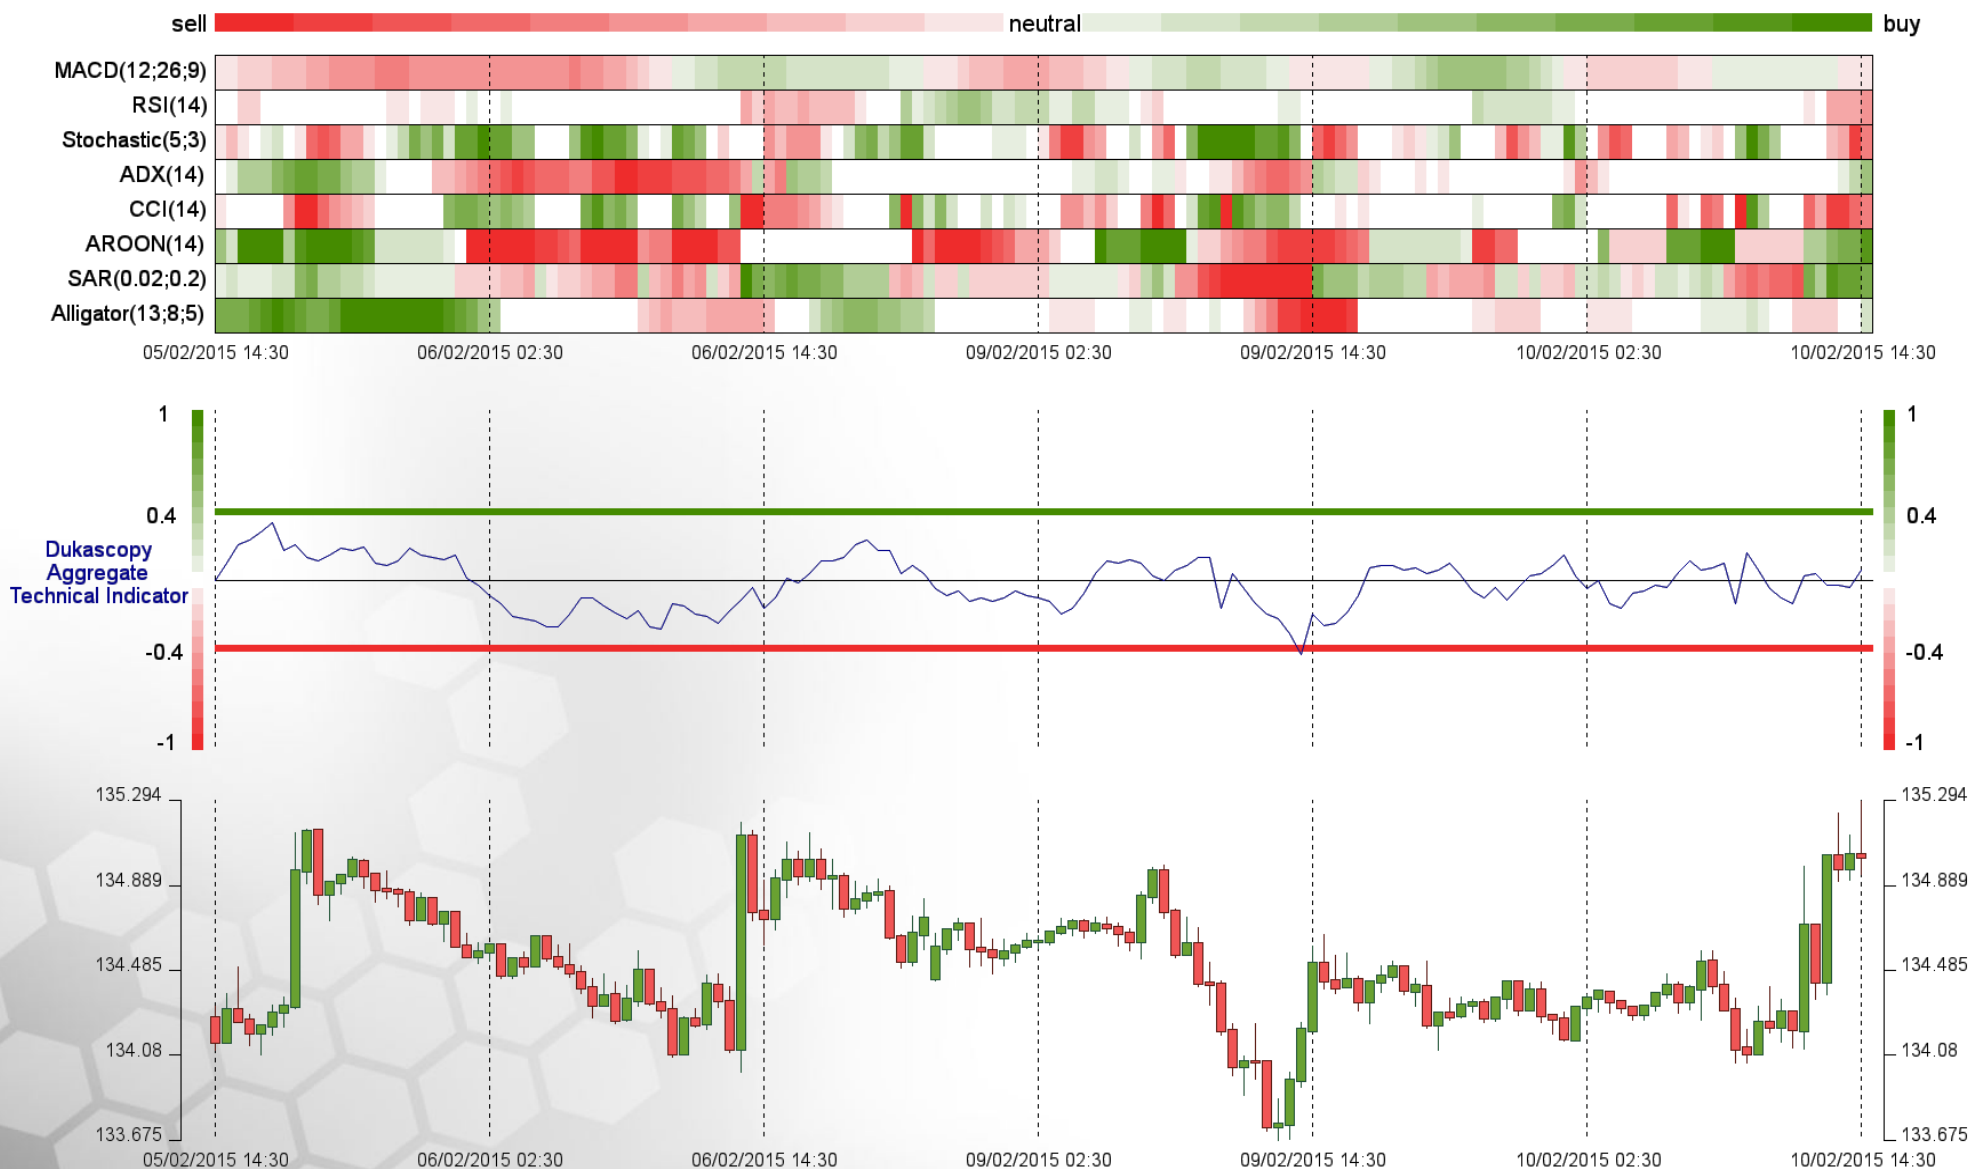 sell neutral buy
MACD(12;26;9)
RSI(14)
Stochastic(5;3)
ADX(14)
CCI(14)
AROON(14)
SAR(0.02;0.2)
Alligator(13;8;5)
05/02/2015 14:30 06/02/2015 02:30 06/02/2015 14:30 09/02/2015 02:30 09/02/2015 14:30 10/02/2015 02:30 10/02/2015 14:30
1 1
0.4 0.4
Dukascopy
Aggregate
Technical Indicator
-0.4 -0.4
-1 -1
135.294 135.294
134.889 134.889
134.485 134.485
134.08 134.08
133.675 133.675
05/02/2015 14:30 06/02/2015 02:30 06/02/2015 14:30 09/02/2015 02:30 09/02/2015 14:30 10/02/2015 02:30 10/02/2015 14:30